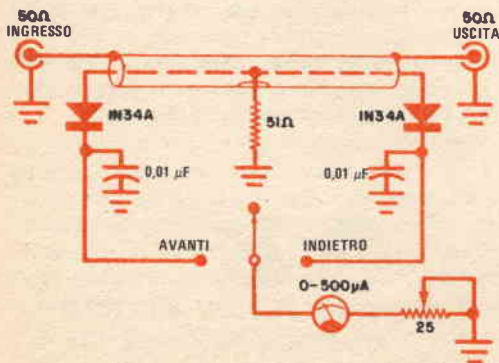 50Ω
INGRESSO
50Ω
USCITA
1N34A
51Ω
1N34A
0,01 µF
0,01 µF
AVANTI
INDIETRO
0-500µA
25